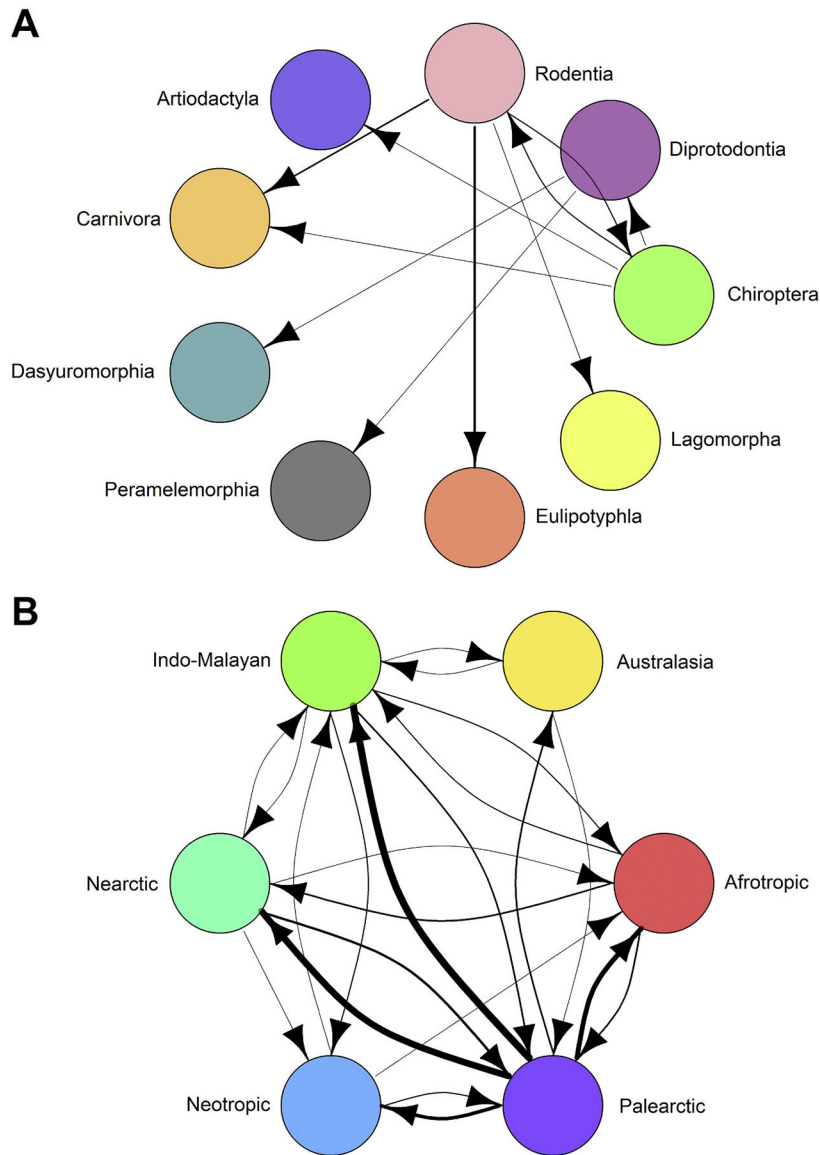 A
Rodentia
Artiodactyla
Diprotodontia
Carnivora
Chiroptera
Dasyuromorphia
Lagomorpha
Peramelemorphia
Eulipotyphla
B
Indo-Malayan
Australasia
Nearctic
Afrotropic
Neotropic
Palearctic